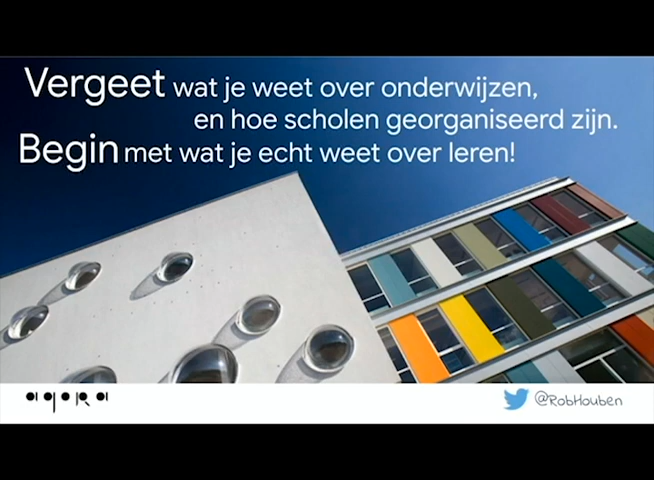 Vergeet wat je weet over onderwijzen,
en hoe scholen georganiseerd zijn.
Begin met wat je echt weet over leren!
agora
@RobHouben